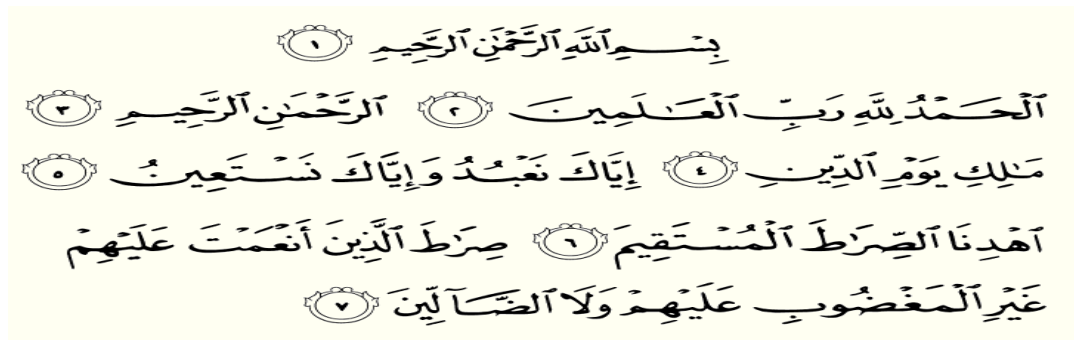 بِسْمِ ٱللَّهِ ٱلرَّحْمَٰنِ ٱلرَّحِيمِ ١
ٱلْحَمْدُ لِلَّهِ رَبِّ ٱلْعَـٰلَمِينَ ٢ ٱلرَّحْمَـٰنِ ٱلرَّحِيمِ ٣
مَـٰلِكِ يَوْمِ ٱلدِّينِ ٤ إِيَّاكَ نَعْبُدُ وَإِيَّاكَ نَسْتَعِينُ ٥
ٱهْدِنَا ٱلصِّرَٰطَ ٱلْمُسْتَقِيمَ ٦ صِرَٰطَ ٱلَّذِينَ أَنْعَمْتَ عَلَيْهِمْ
غَيْرِ ٱلْمَغْضُوبِ عَلَيْهِمْ وَلَا ٱلضَّآلِّينَ ٧